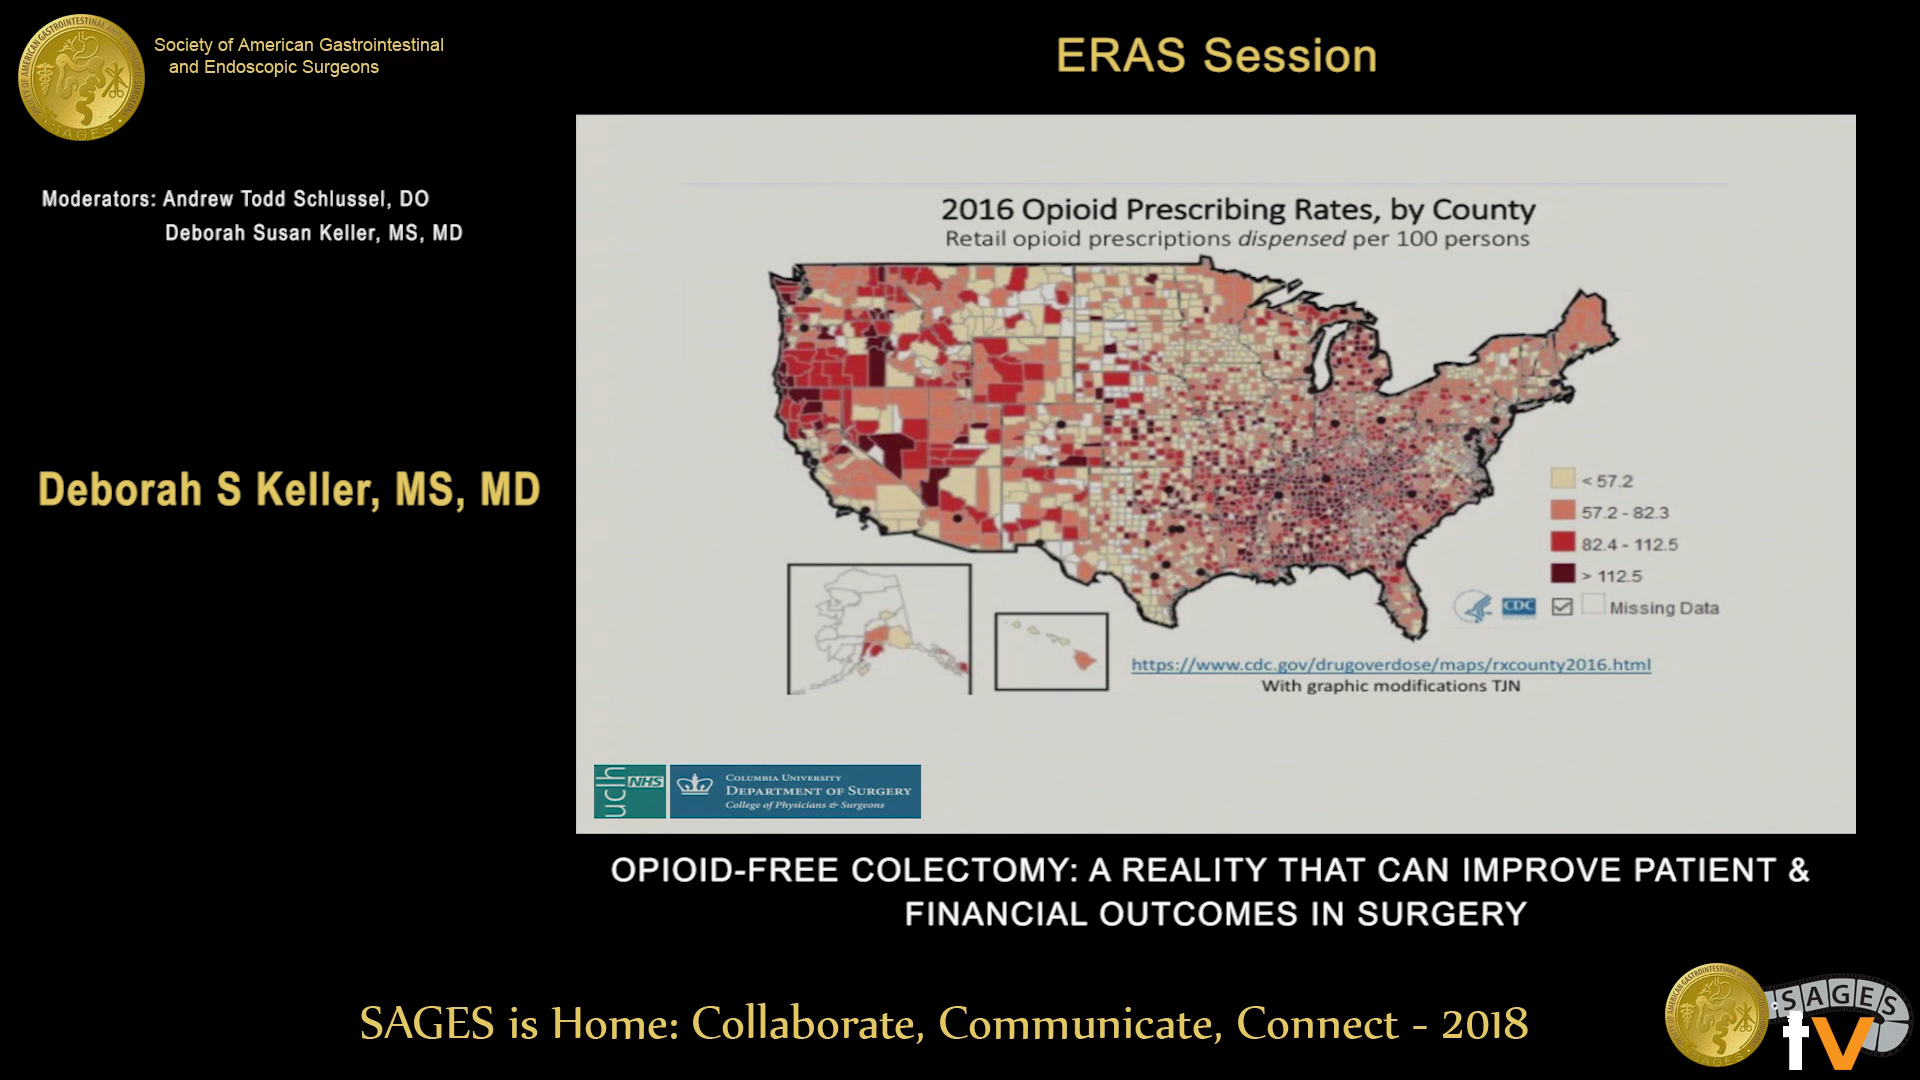 Society of American Gastrointestinal
and Endoscopic Surgeons
ERAS Session
Moderators: Andrew Todd Schlussel, DO
Deborah Susan Keller, MS, MD
Deborah S Keller, MS, MD
2016 Opioid Prescribing Rates, by County
Retail opioid prescriptions dispensed per 100 persons
< 57.2
57.2 - 82.3
82.4 - 112.5
> 112.5
CDC
Missing Data
https://www.cdc.gov/drugoverdose/maps/rxcounty2016.html
With graphic modifications TJN
uclh NHS
COLUMBIA UNIVERSITY
DEPARTMENT OF SURGERY
College of Physicians & Surgeons
OPIOID-FREE COLECTOMY: A REALITY THAT CAN IMPROVE PATIENT &
FINANCIAL OUTCOMES IN SURGERY
SAGES is Home: Collaborate, Communicate, Connect - 2018
SAGES
SAGES
tv